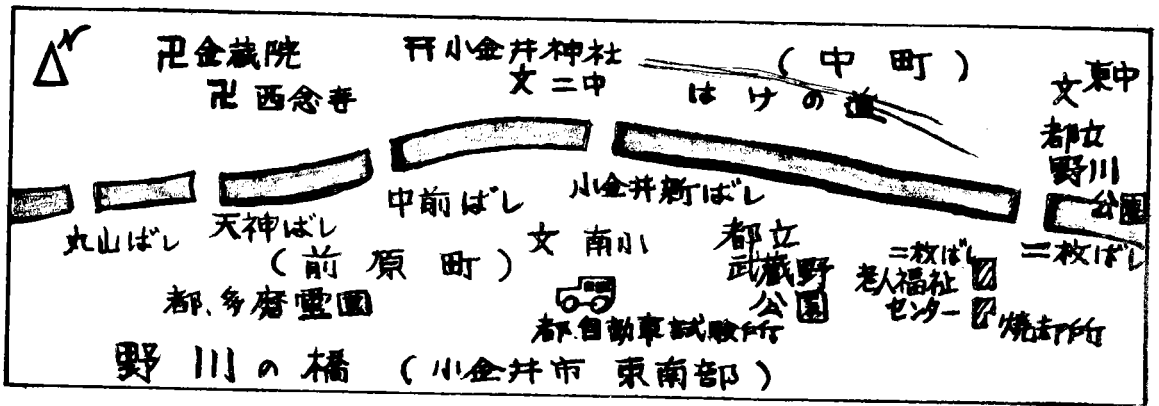 N
卍金蔵院
卍西念寺
⛩小金井神社
文二中
(中町)
はけの道
文東中
都立
野川
公園
丸山ばし
天神ばし
中前ばし
小金井新ばし
二枚ばし
(前原町)
文南小
都立
武蔵野
公園
二枚ばし
老人福祉
センター
焼却所
都.多磨霊園
都.自動車試験所
野川の橋(小金井市東南部)